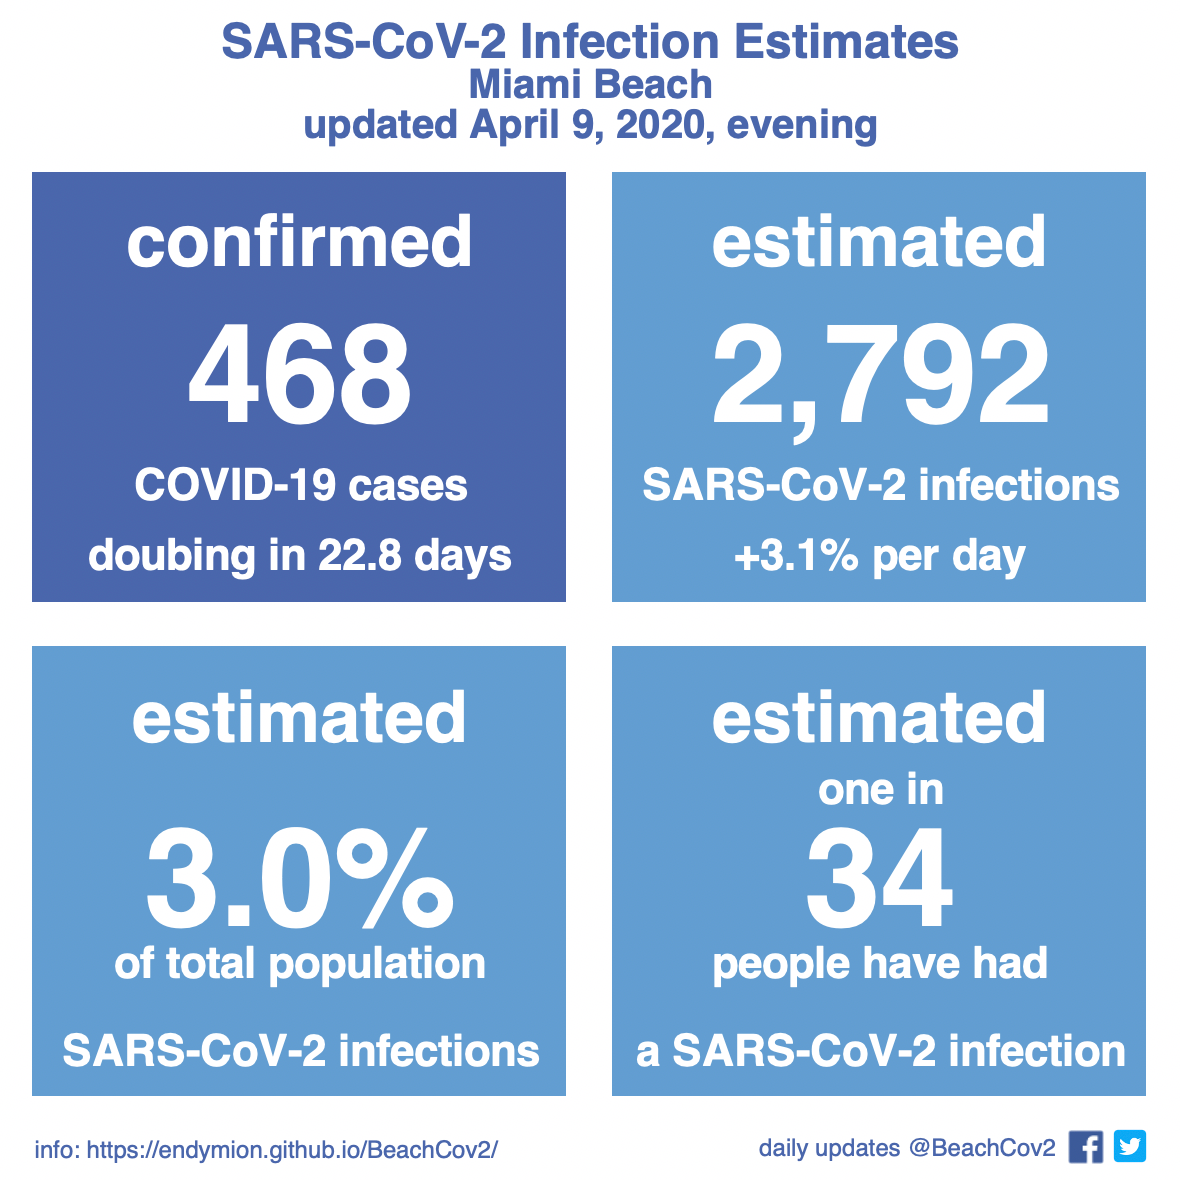 SARS-CoV-2 Infection Estimates
Miami Beach
updated April 9, 2020, evening
confirmed
468
COVID-19 cases
doubing in 22.8 days
estimated
2,792
SARS-CoV-2 infections
+3.1% per day
estimated
3.0%
of total population
SARS-CoV-2 infections
estimated
one in
34
people have had
a SARS-CoV-2 infection
info: https://endymion.github.io/BeachCov2/
daily updates @BeachCov2